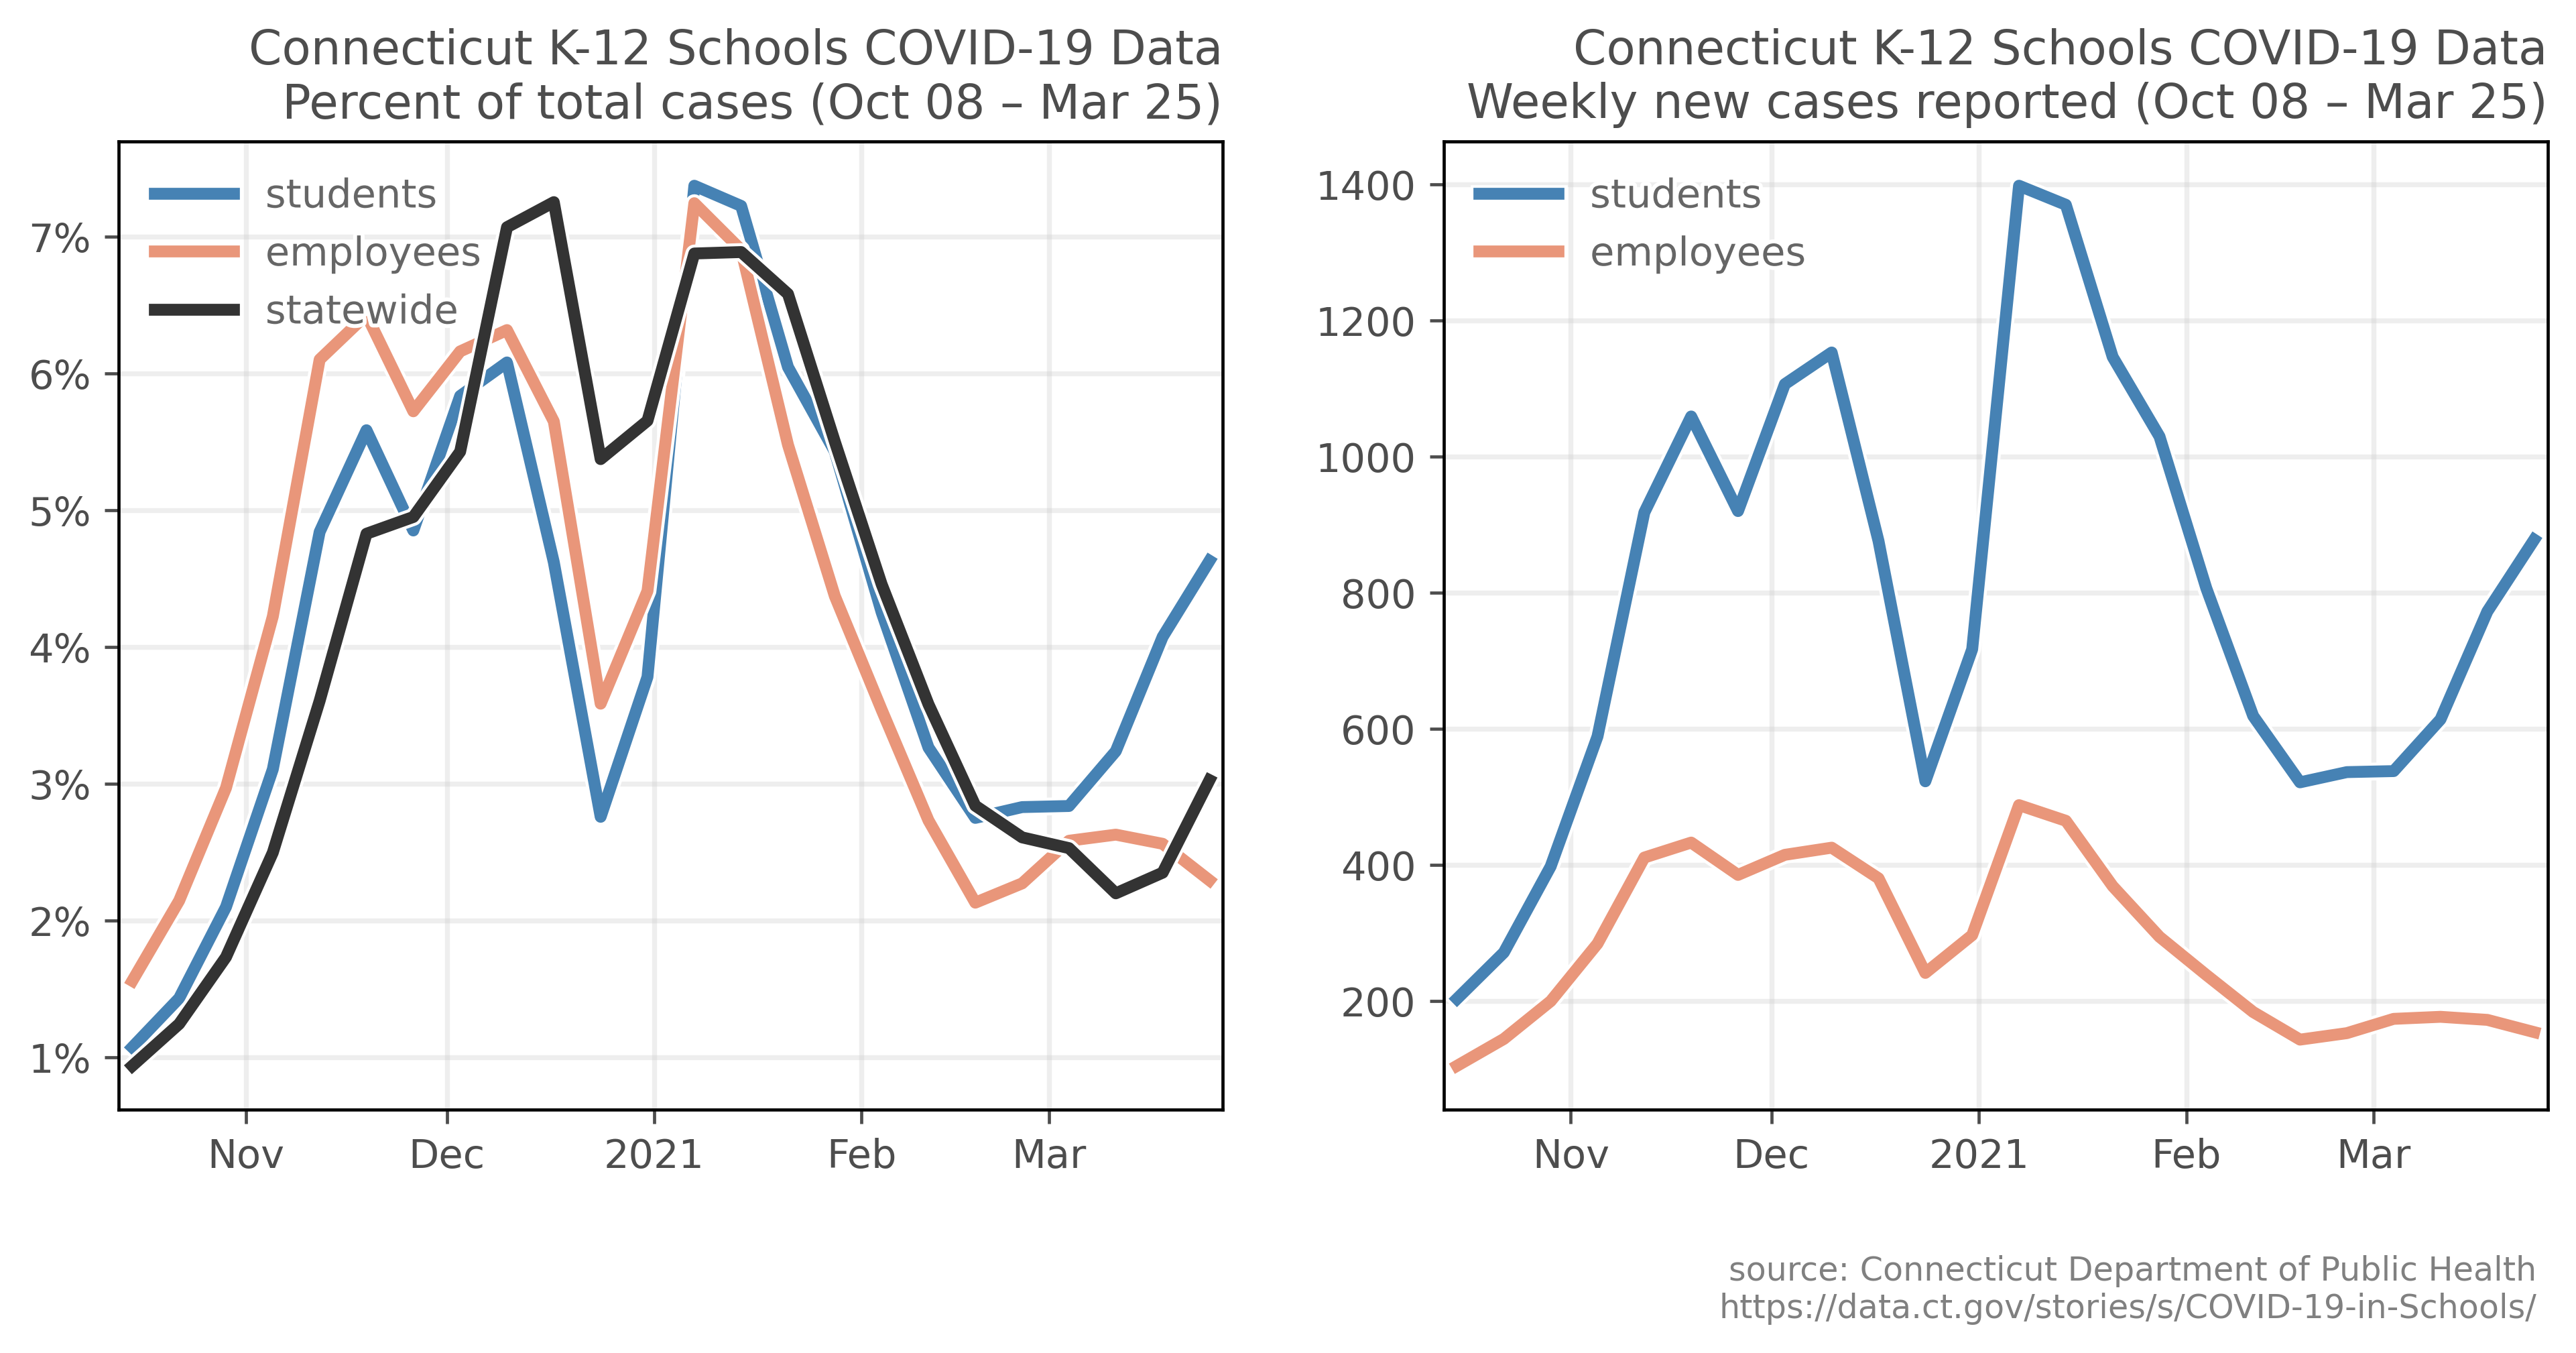 Connecticut K-12 Schools COVID-19 Data
Percent of total cases (Oct 08 – Mar 25)
students
employees
statewide
7%
6%
5%
4%
3%
2%
1%
Nov
Dec
2021
Feb
Mar
Connecticut K-12 Schools COVID-19 Data
Weekly new cases reported (Oct 08 – Mar 25)
students
employees
1400
1200
1000
800
600
400
200
Nov
Dec
2021
Feb
Mar
source: Connecticut Department of Public Health
https://data.ct.gov/stories/s/COVID-19-in-Schools/